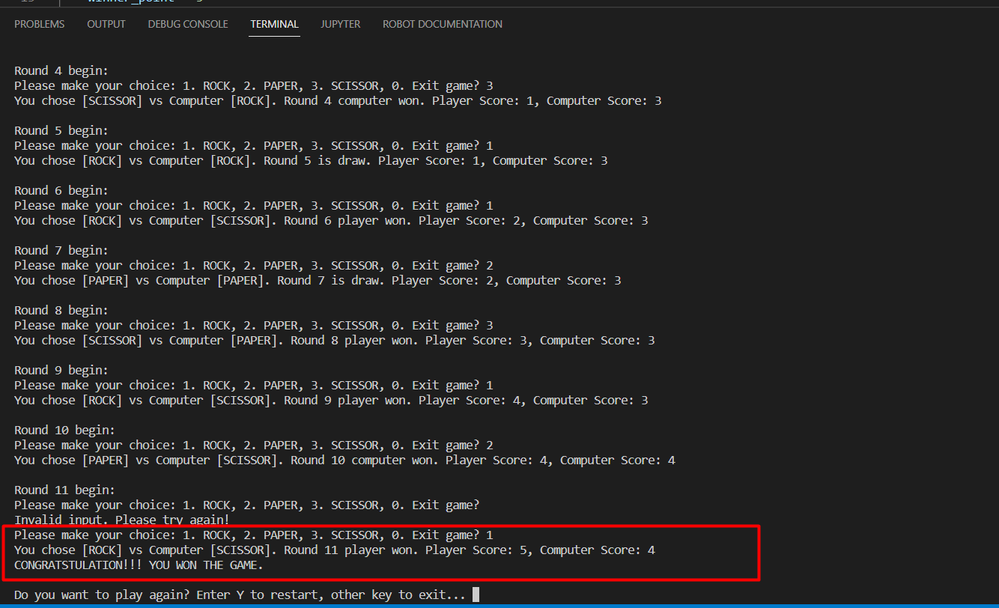 PROBLEMS OUTPUT DEBUG CONSOLE TERMINAL JUPYTER ROBOT DOCUMENTATION
Round 4 begin:
Please make your choice: 1. ROCK, 2. PAPER, 3. SCISSOR, 0. Exit game? 3
You chose [SCISSOR] vs Computer [ROCK]. Round 4 computer won. Player Score: 1, Computer Score: 3
Round 5 begin:
Please make your choice: 1. ROCK, 2. PAPER, 3. SCISSOR, 0. Exit game? 1
You chose [ROCK] vs Computer [ROCK]. Round 5 is draw. Player Score: 1, Computer Score: 3
Round 6 begin:
Please make your choice: 1. ROCK, 2. PAPER, 3. SCISSOR, 0. Exit game? 1
You chose [ROCK] vs Computer [SCISSOR]. Round 6 player won. Player Score: 2, Computer Score: 3
Round 7 begin:
Please make your choice: 1. ROCK, 2. PAPER, 3. SCISSOR, 0. Exit game? 2
You chose [PAPER] vs Computer [PAPER]. Round 7 is draw. Player Score: 2, Computer Score: 3
Round 8 begin:
Please make your choice: 1. ROCK, 2. PAPER, 3. SCISSOR, 0. Exit game? 3
You chose [SCISSOR] vs Computer [PAPER]. Round 8 player won. Player Score: 3, Computer Score: 3
Round 9 begin:
Please make your choice: 1. ROCK, 2. PAPER, 3. SCISSOR, 0. Exit game? 1
You chose [ROCK] vs Computer [SCISSOR]. Round 9 player won. Player Score: 4, Computer Score: 3
Round 10 begin:
Please make your choice: 1. ROCK, 2. PAPER, 3. SCISSOR, 0. Exit game? 2
You chose [PAPER] vs Computer [SCISSOR]. Round 10 computer won. Player Score: 4, Computer Score: 4
Round 11 begin:
Please make your choice: 1. ROCK, 2. PAPER, 3. SCISSOR, 0. Exit game?
Invalid input. Please try again!
Please make your choice: 1. ROCK, 2. PAPER, 3. SCISSOR, 0. Exit game? 1
You chose [ROCK] vs Computer [SCISSOR]. Round 11 player won. Player Score: 5, Computer Score: 4
CONGRATSTULATION!!! YOU WON THE GAME.
Do you want to play again? Enter Y to restart, other key to exit...